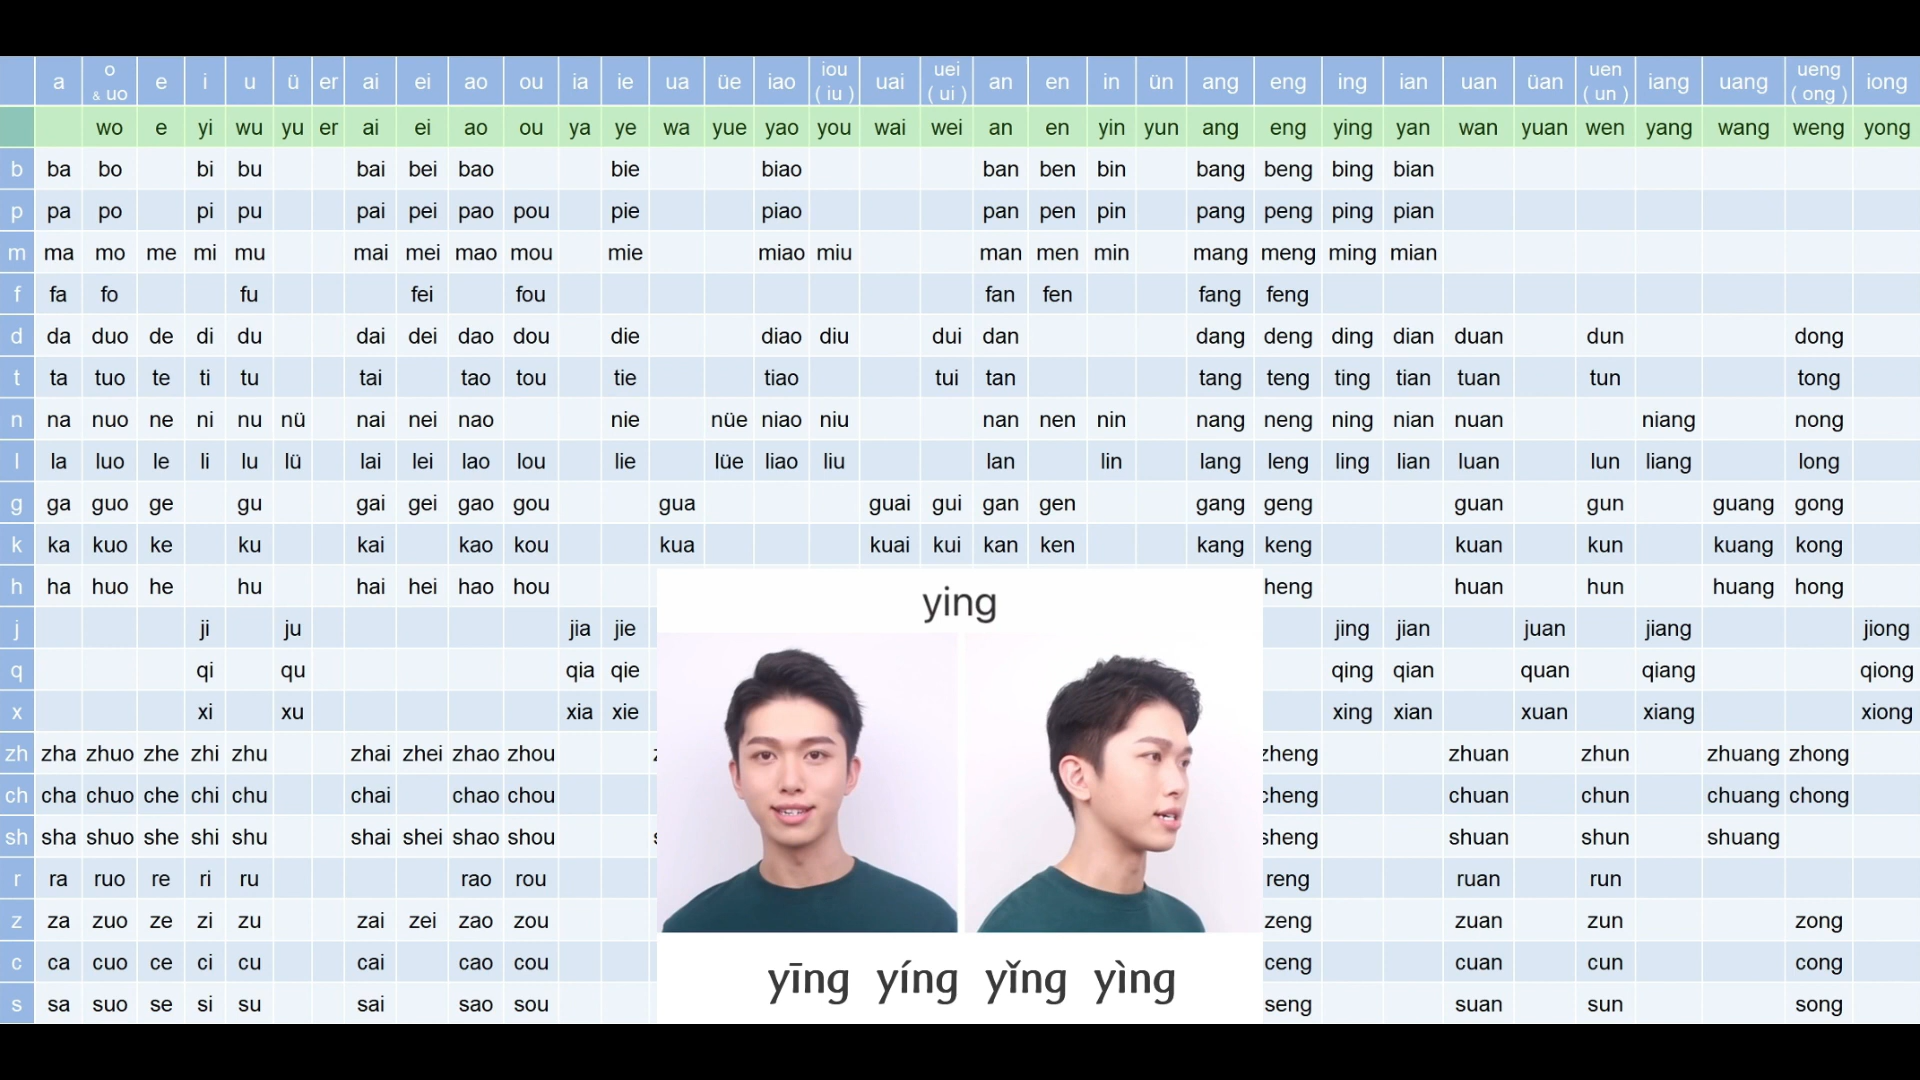 a o & uo e i u ü er ai ei ao ou ia ie ua üe iao iou ( iu ) uai uei ( ui ) an en in ün ang eng ing ian uan üan uen ( un ) iang uang ueng ( ong ) iong
wo e yi wu yu er ai ei ao ou ya ye wa yue yao you wai wei an en yin yun ang eng ying yan wan yuan wen yang wang weng yong
b ba bo bi bu bai bei bao bie biao ban ben bin bang beng bing bian
p pa po pi pu pai pei pao pou pie piao pan pen pin pang peng ping pian
m ma mo me mi mu mai mei mao mou mie miao miu man men min mang meng ming mian
f fa fo fu fei fou fan fen fang feng
d da duo de di du dai dei dao dou die diao diu dui dan dang deng ding dian duan dun dong
t ta tuo te ti tu tai tao tou tie tiao tui tan tang teng ting tian tuan tun tong
n na nuo ne ni nu nü nai nei nao nie nüe niao niu nan nen nin nang neng ning nian nuan niang nong
l la luo le li lu lü lai lei lao lou lie lüe liao liu lan lin lang leng ling lian luan lun liang long
g ga guo ge gu gai gei gao gou gua guai gui gan gen gang geng guan gun guang gong
k ka kuo ke ku kai kao kou kua kuai kui kan ken kang keng kuan kun kuang kong
h ha huo he hu hai hei hao hou heng huan hun huang hong
j ji ju jia jie jing jian juan jiang jiong
q qi qu qia qie qing qian quan qiang qiong
x xi xu xia xie xing xian xuan xiang xiong
zh zha zhuo zhe zhi zhu zhai zhei zhao zhou zheng zhuan zhun zhuang zhong
ch cha chuo che chi chu chai chao chou cheng chuan chun chuang chong
sh sha shuo she shi shu shai shei shao shou sheng shuan shun shuang
r ra ruo re ri ru rao rou reng ruan run
z za zuo ze zi zu zai zei zao zou zeng zuan zun zong
c ca cuo ce ci cu cai cao cou ceng cuan cun cong
s sa suo se si su sai sao sou seng suan sun song
ying
yīng yíng yǐng yìng